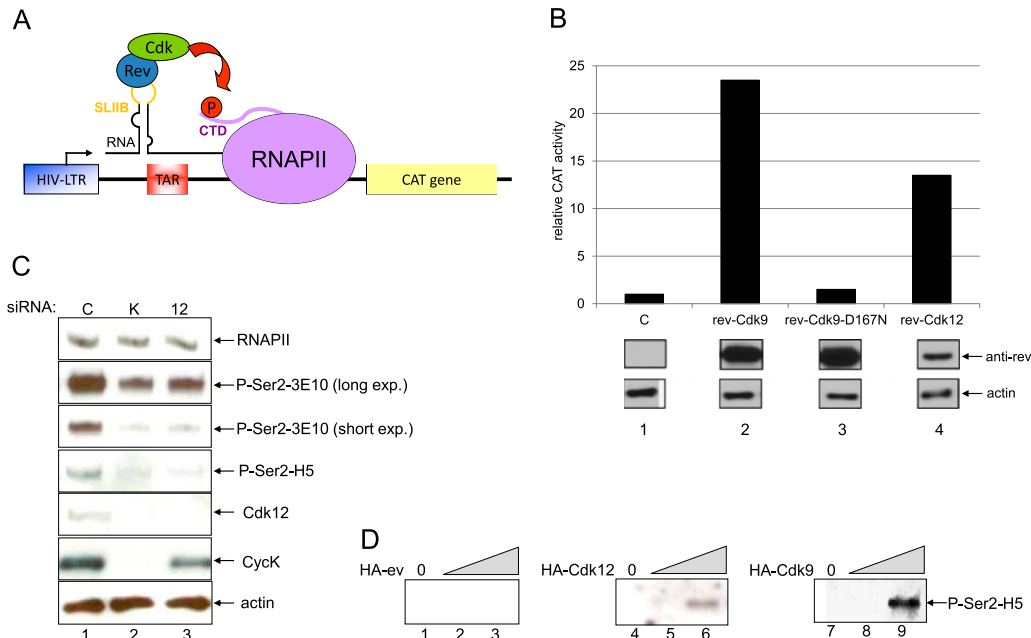 A
Cdk
Rev
SLIIB
P
CTD
RNA
RNAPII
HIV-LTR
TAR
CAT gene
B
relative CAT activity
25
20
15
10
5
0
C rev-Cdk9 rev-Cdk9-D167N rev-Cdk12
anti-rev
actin
1 2 3 4
C
siRNA: C K 12
RNAPII
P-Ser2-3E10 (long exp.)
P-Ser2-3E10 (short exp.)
P-Ser2-H5
Cdk12
CycK
actin
1 2 3
D
HA-ev 0
1 2 3
HA-Cdk12 0
4 5 6
HA-Cdk9 0
P-Ser2-H5
7 8 9